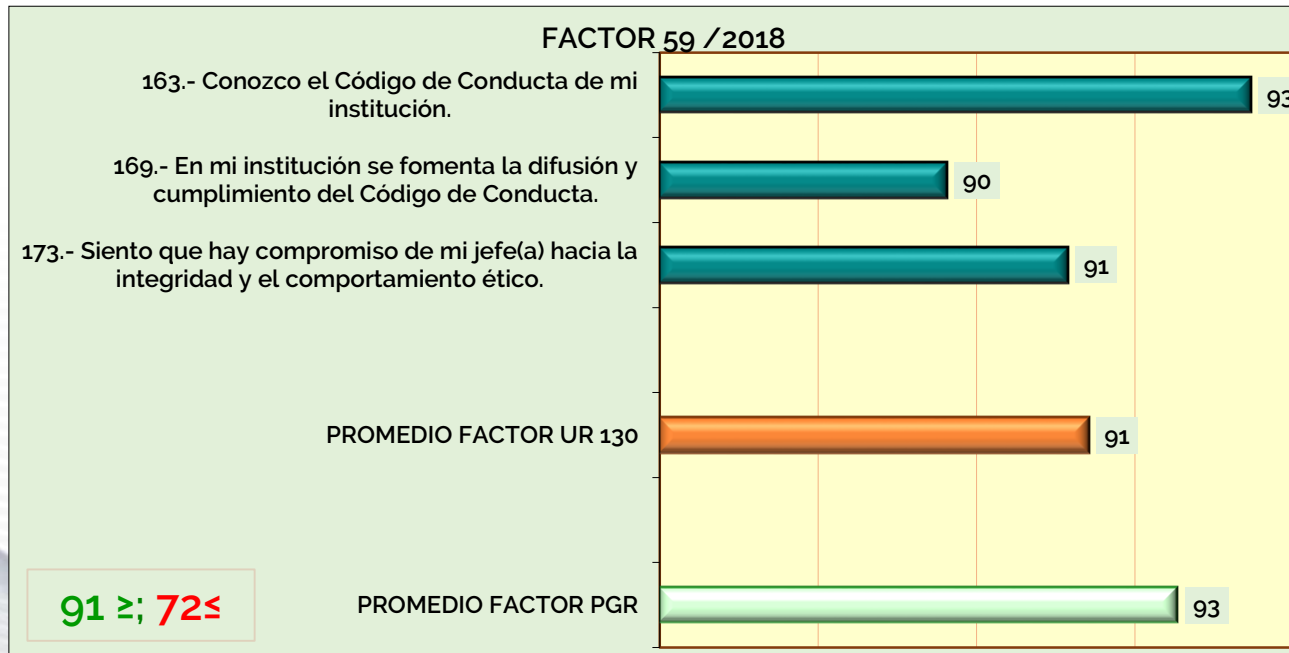 FACTOR 59 /2018
163.- Conozco el Código de Conducta de mi
institución.
93
169.- En mi institución se fomenta la difusión y
cumplimiento del Código de Conducta.
90
173.- Siento que hay compromiso de mi jefe(a) hacia la
integridad y el comportamiento ético.
91
PROMEDIO FACTOR UR 130
91
PROMEDIO FACTOR PGR
93
91 ≥; 72≤